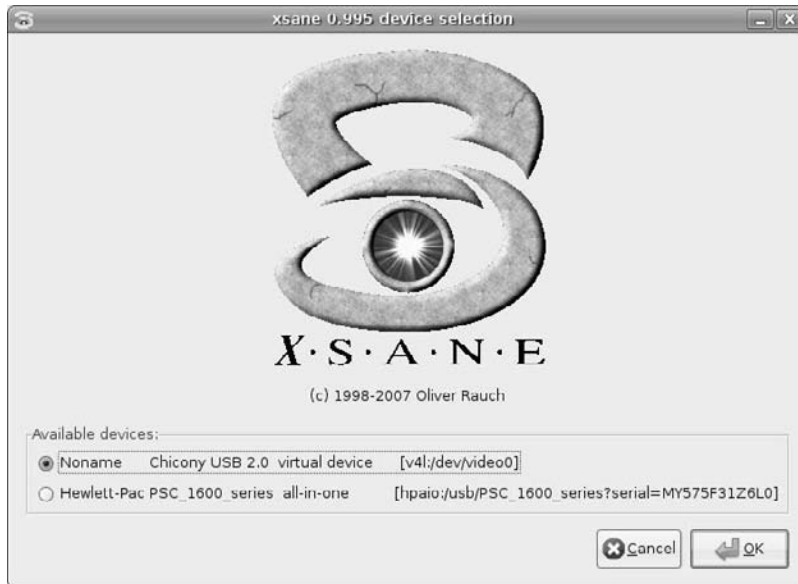 xsane 0.995 device selection
X·S·A·N·E
(c) 1998-2007 Oliver Rauch
Available devices:
Noname Chicony USB 2.0 virtual device [v4l:/dev/video0]
Hewlett-Pac PSC_1600_series all-in-one [hpaio:/usb/PSC_1600_series?serial=MY575F31Z6L0]
Cancel OK